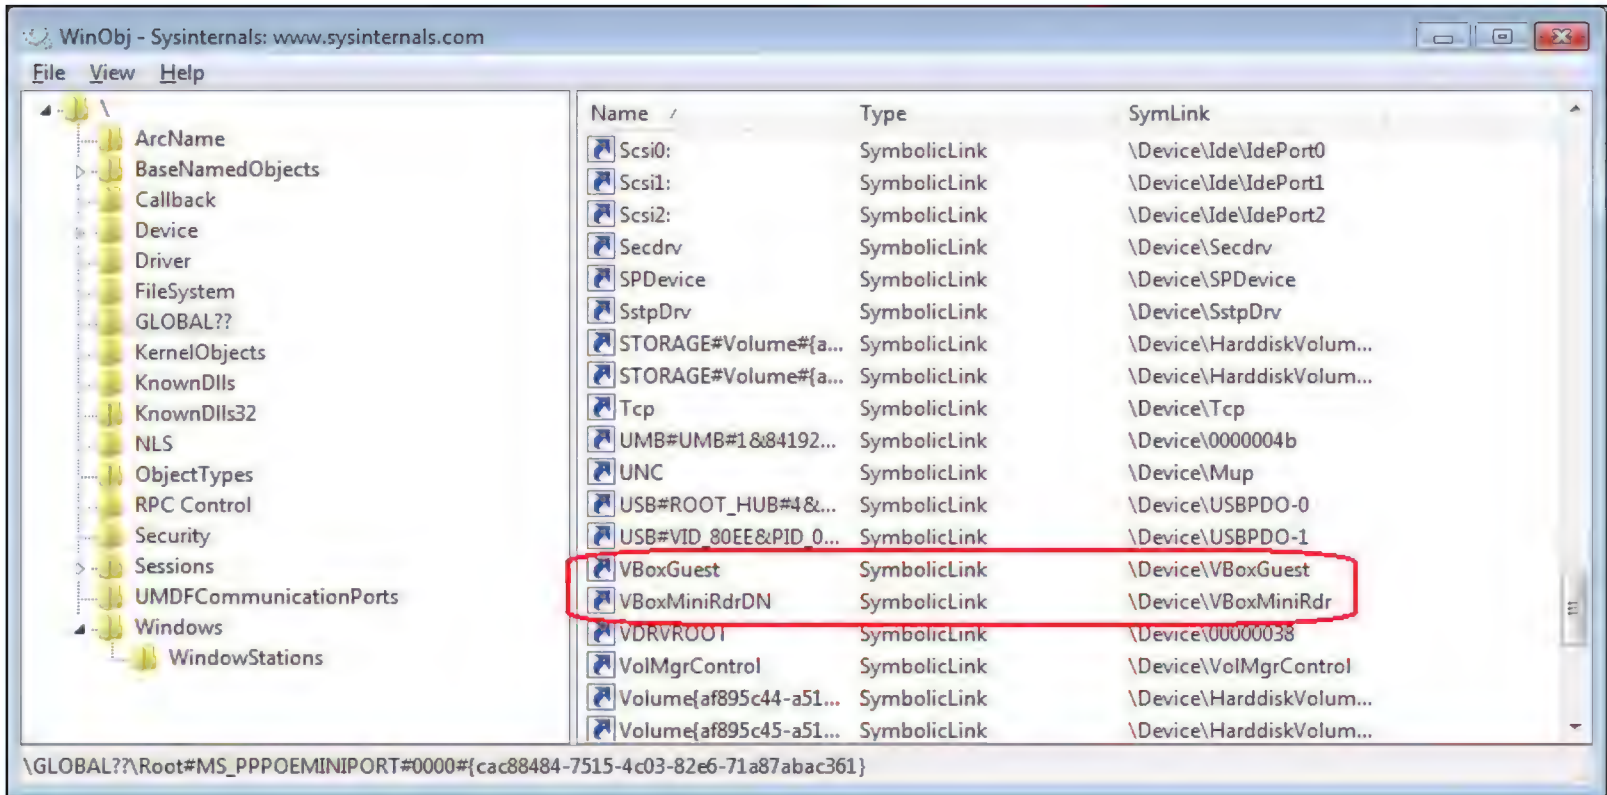 WinObj - Sysinternals: www.sysinternals.com
File View Help
\
ArcName
BaseNamedObjects
Callback
Device
Driver
FileSystem
GLOBAL??
KernelObjects
KnownDlls
KnownDlls32
NLS
ObjectTypes
RPC Control
Security
Sessions
UMDFCommunicationPorts
Windows
WindowStations
Name / Type SymLink
Scsi0: SymbolicLink \Device\Ide\IdePort0
Scsi1: SymbolicLink \Device\Ide\IdePort1
Scsi2: SymbolicLink \Device\Ide\IdePort2
Secdrv SymbolicLink \Device\Secdrv
SPDevice SymbolicLink \Device\SPDevice
SstpDrv SymbolicLink \Device\SstpDrv
STORAGE#Volume#{a... SymbolicLink \Device\HarddiskVolum...
STORAGE#Volume#{a... SymbolicLink \Device\HarddiskVolum...
Tcp SymbolicLink \Device\Tcp
UMB#UMB#1&84192... SymbolicLink \Device\0000004b
UNC SymbolicLink \Device\Mup
USB#ROOT_HUB#4&... SymbolicLink \Device\USBPDO-0
USB#VID_80EE&PID_0... SymbolicLink \Device\USBPDO-1
VBoxGuest SymbolicLink \Device\VBoxGuest
VBoxMiniRdrDN SymbolicLink \Device\VBoxMiniRdr
VDRVROOT SymbolicLink \Device\00000038
VolMgrControl SymbolicLink \Device\VolMgrControl
Volume{af895c44-a51... SymbolicLink \Device\HarddiskVolum...
Volume{af895c45-a51... SymbolicLink \Device\HarddiskVolum...
\GLOBAL??\Root#MS_PPPOEMINIPORT#0000#{cac88484-7515-4c03-82e6-71a87abac361}